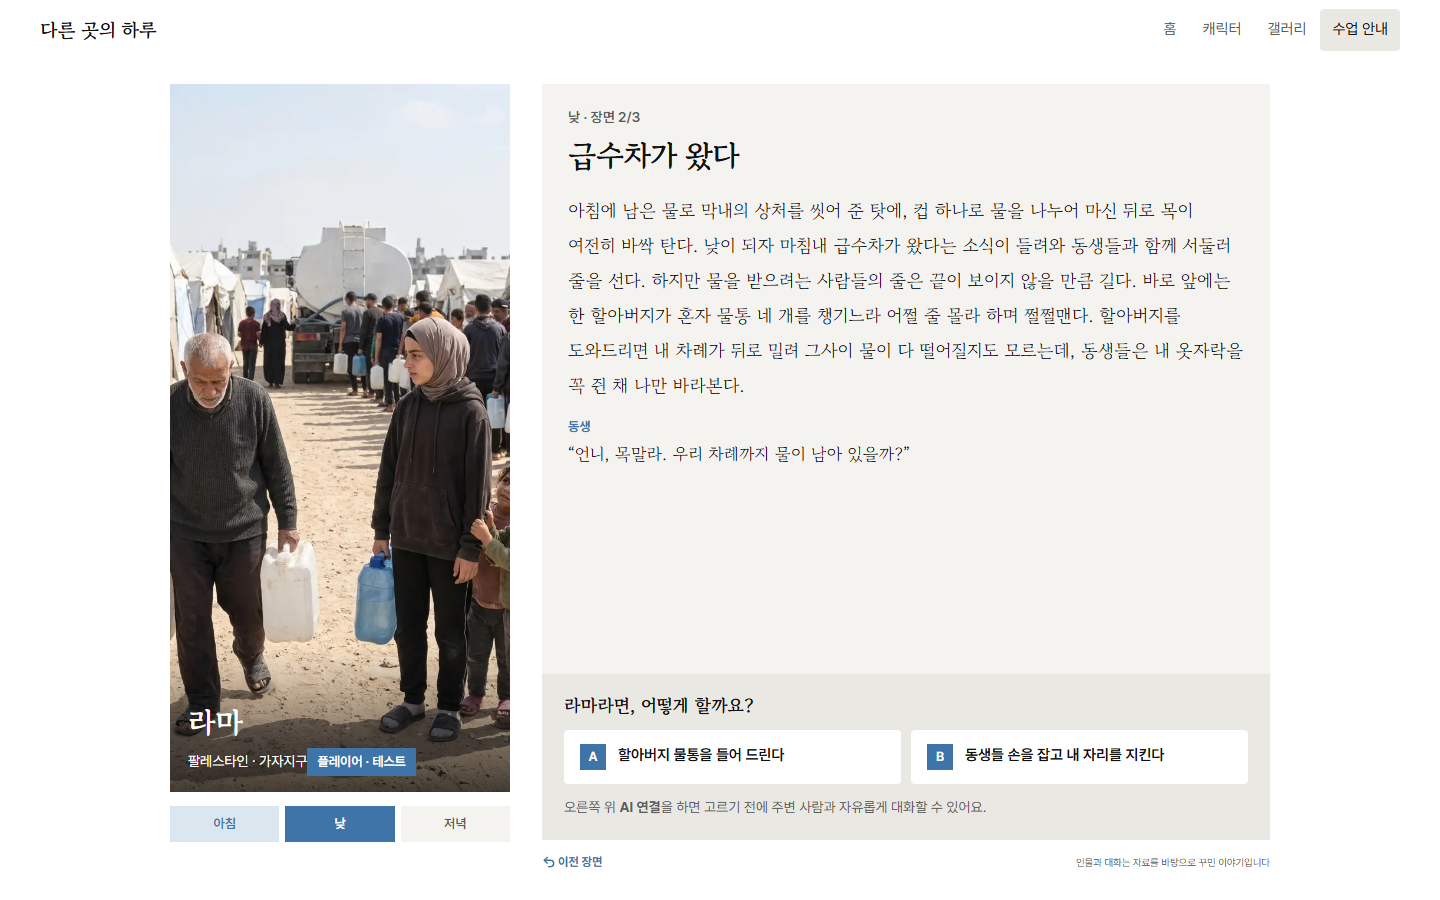 다른 곳의 하루
홈
캐릭터
갤러리
수업 안내
라마
팔레스타인 · 가자지구
플레이어 · 테스트
아침
낮
저녁
낮 · 장면 2/3
급수차가 왔다
아침에 남은 물로 막내의 상처를 씻어 준 탓에, 컵 하나로 물을 나누어 마신 뒤로 목이
여전히 바싹 탄다. 낮이 되자 마침내 급수차가 왔다는 소식이 들려와 동생들과 함께 서둘러
줄을 선다. 하지만 물을 받으려는 사람들의 줄은 끝이 보이지 않을 만큼 길다. 바로 앞에는
한 할아버지가 혼자 물통 네 개를 챙기느라 어쩔 줄 몰라 하며 쩔쩔맨다. 할아버지를
도와드리면 내 차례가 뒤로 밀려 그사이 물이 다 떨어질지도 모르는데, 동생들은 내 옷자락을
꼭 쥔 채 나만 바라본다.
동생
“언니, 목말라. 우리 차례까지 물이 남아 있을까?”
라마라면, 어떻게 할까요?
A 할아버지 물통을 들어 드린다
B 동생들 손을 잡고 내 자리를 지킨다
오른쪽 위 AI 연결을 하면 고르기 전에 주변 사람과 자유롭게 대화할 수 있어요.
이전 장면
인물과 대화는 자료를 바탕으로 꾸민 이야기입니다